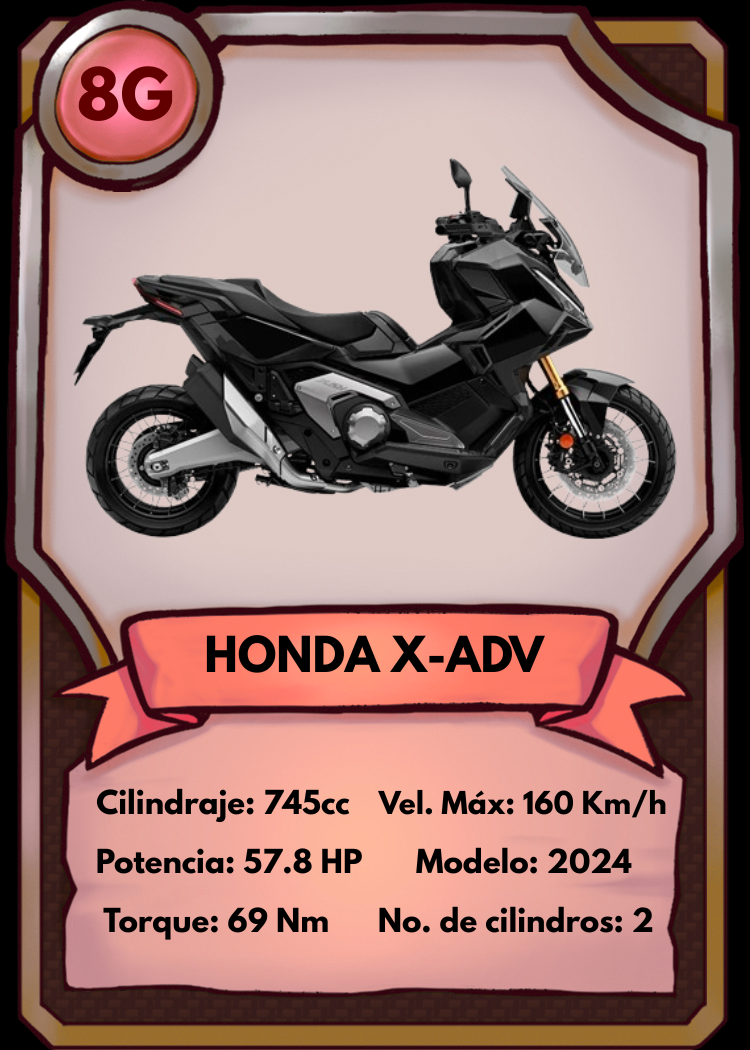 8G
HONDA X-ADV
Cilindraje: 745cc Vel. Máx: 160 Km/h
Potencia: 57.8 HP Modelo: 2024
Torque: 69 Nm No. de cilindros: 2